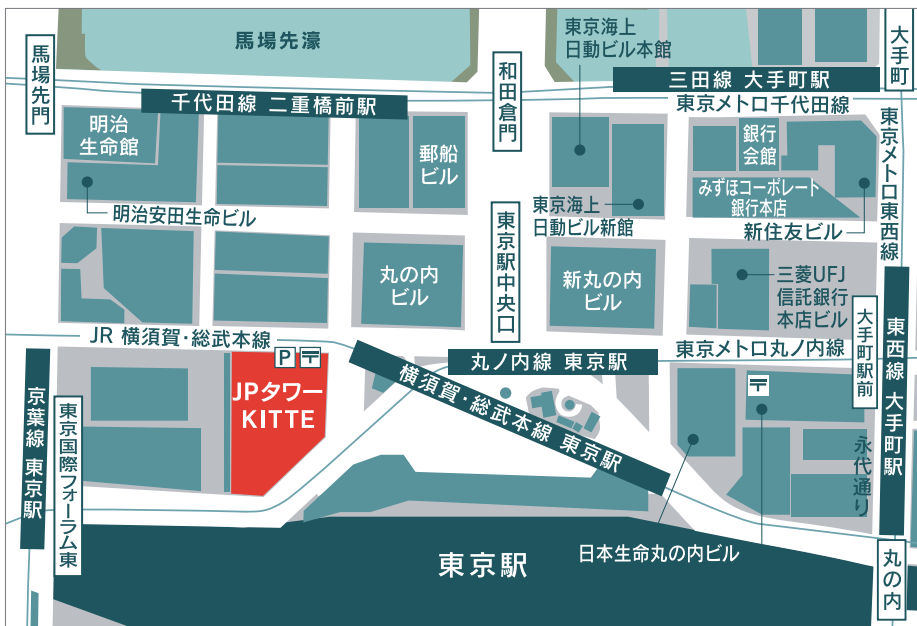 馬場先濠
東京海上
日動ビル本館
大手町
馬場先門
和田倉門
三田線 大手町駅
千代田線 二重橋前駅
東京メトロ千代田線
東京メトロ東西線
明治
生命館
郵船
ビル
銀行
会館
みずほコーポレート
銀行本店
明治安田生命ビル
東京海上
日動ビル新館
新住友ビル
東京駅中央口
丸の内
ビル
新丸の内
ビル
三菱UFJ
信託銀行
本店ビル
大手町駅前
東西線 大手町駅
JR 横須賀・総武本線
P
〒
丸ノ内線 東京駅
東京メトロ丸ノ内線
京葉線 東京駅
東京国際フォーラム東
JPタワー
KITTE
横須賀・総武本線 東京駅
〒
永代通り
日本生命丸の内ビル
東京駅
丸の内